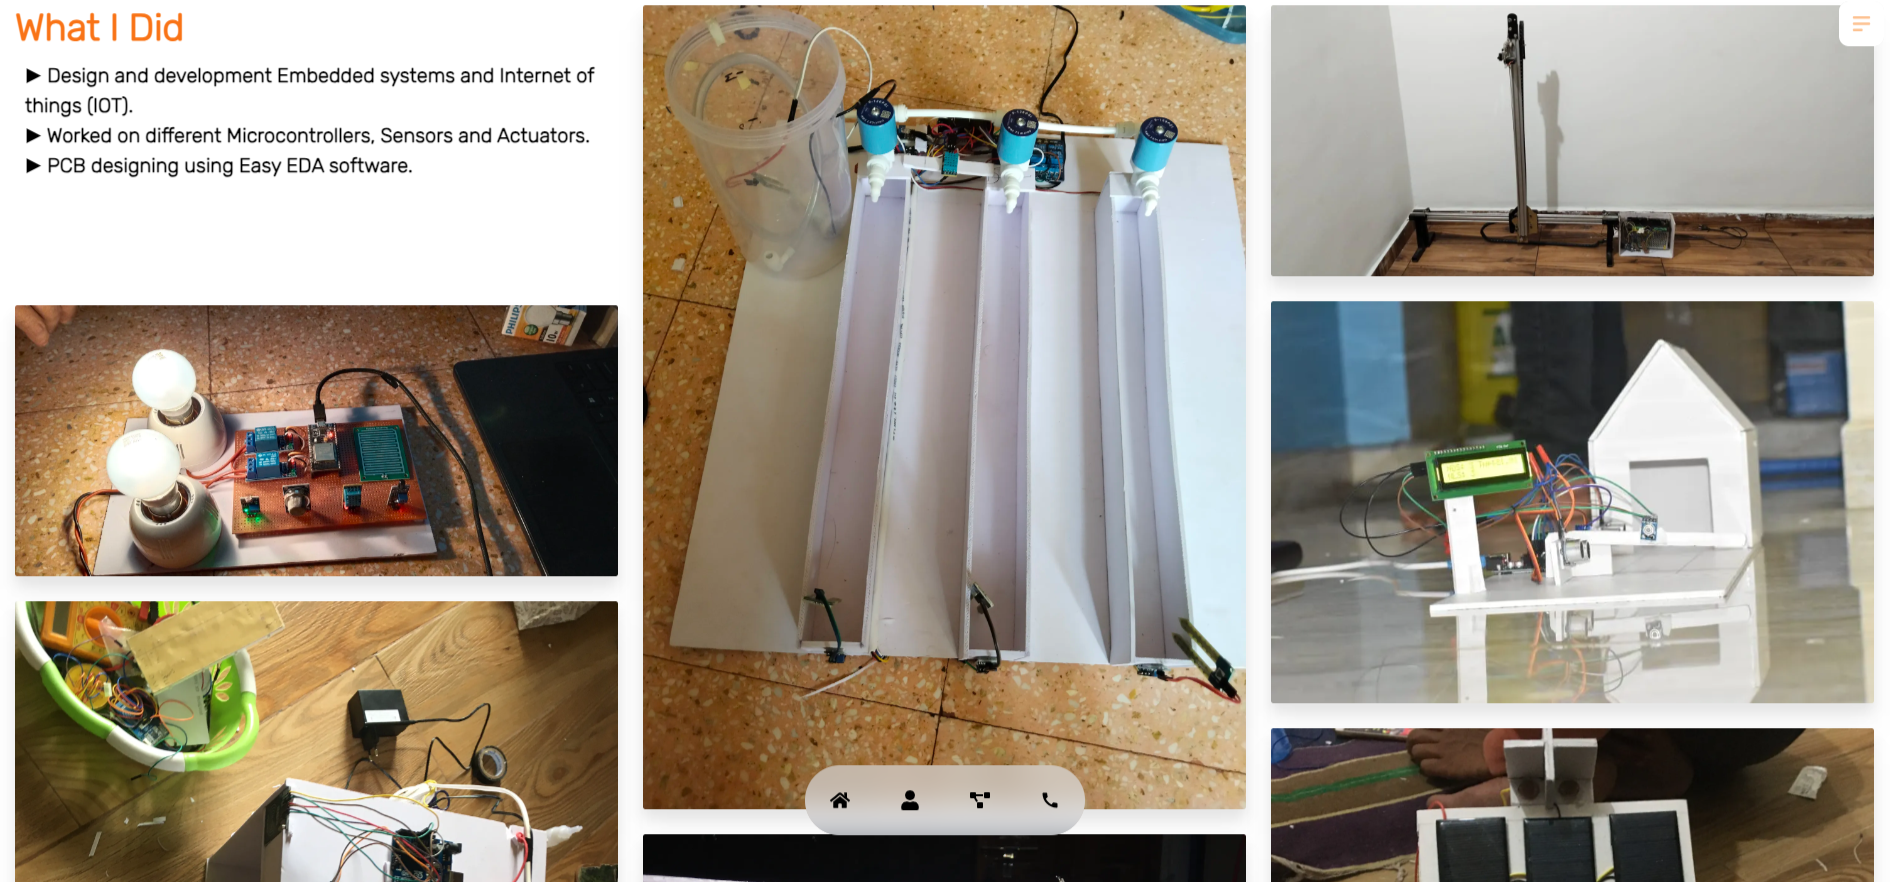 What I Did
► Design and development Embedded systems and Internet of
things (IOT).
► Worked on different Microcontrollers, Sensors and Actuators.
► PCB designing using Easy EDA software.
PHILIPS